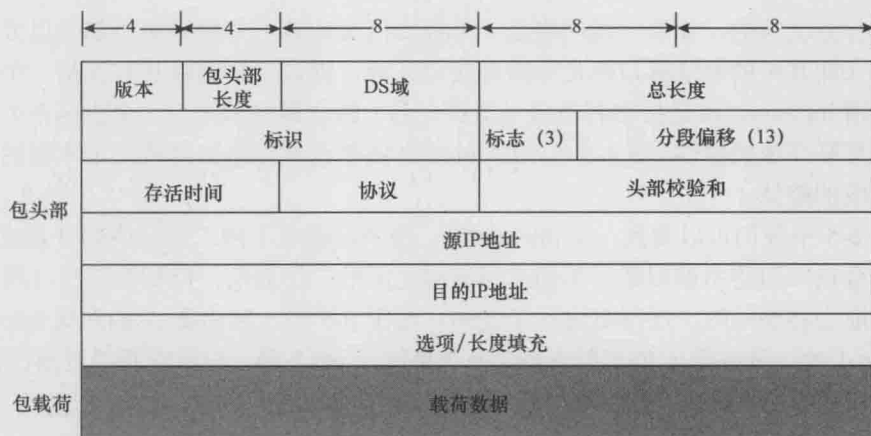 4 4 8 8 8
版本 包头部长度 DS域 总长度
标识 标志（3） 分段偏移（13）
存活时间 协议 头部校验和
包头部
源IP地址
目的IP地址
选项/长度填充
包载荷 载荷数据